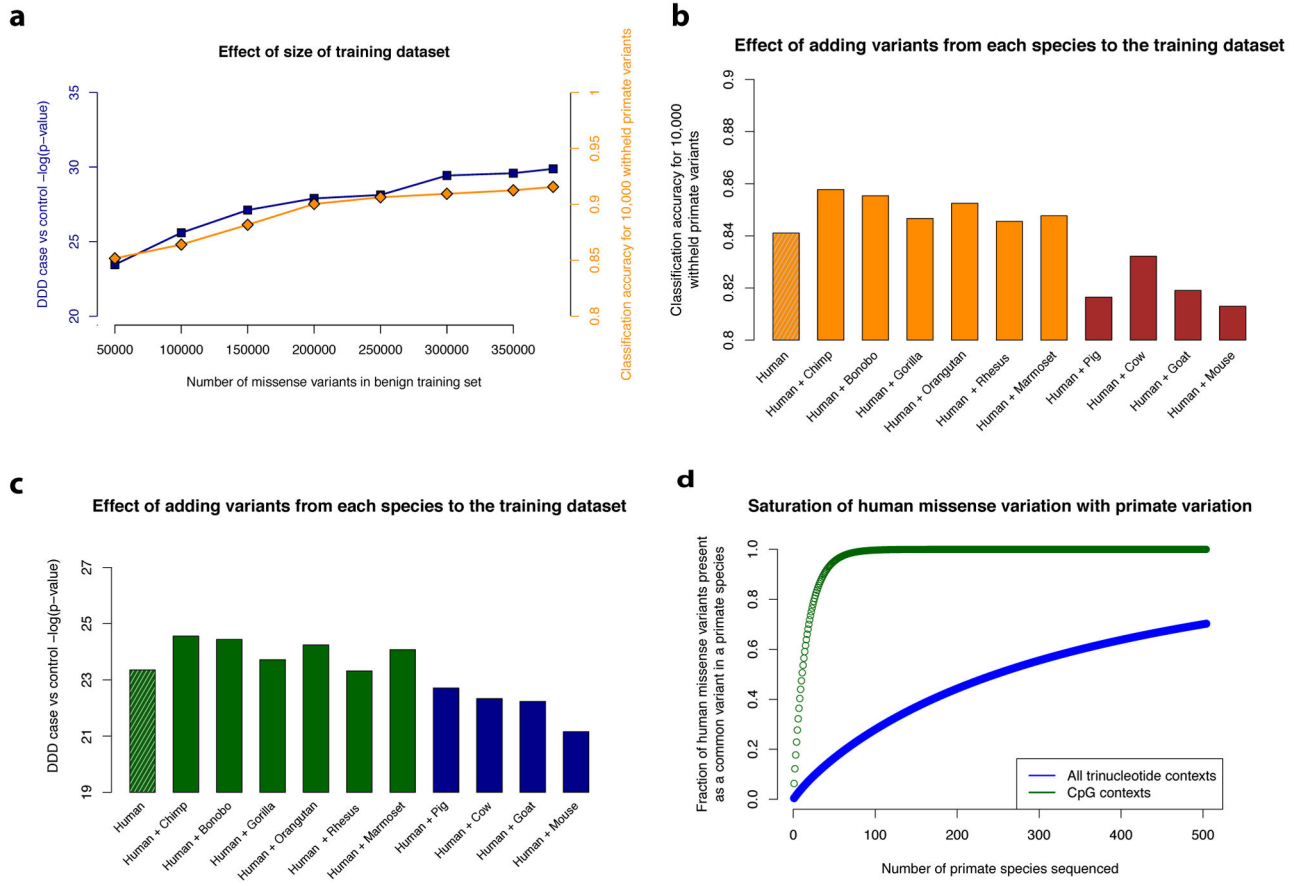 a
Effect of size of training dataset
DDD case vs control −log(p−value)
35
30
25
20
1
0.95
0.9
0.85
0.8
Classification accuracy for 10,000 withheld primate variants
50000 100000 150000 200000 250000 300000 350000
Number of missense variants in benign training set
b
Effect of adding variants from each species to the training dataset
Classification accuracy for 10,000
withheld primate variants
0.9
0.88
0.86
0.84
0.82
0.8
Human
Human + Chimp
Human + Bonobo
Human + Gorilla
Human + Orangutan
Human + Rhesus
Human + Marmoset
Human + Pig
Human + Cow
Human + Goat
Human + Mouse
c
Effect of adding variants from each species to the training dataset
DDD case vs control −log(p−value)
27
25
23
21
19
Human
Human + Chimp
Human + Bonobo
Human + Gorilla
Human + Orangutan
Human + Rhesus
Human + Marmoset
Human + Pig
Human + Cow
Human + Goat
Human + Mouse
d
Saturation of human missense variation with primate variation
Fraction of human missense variants present
as a common variant in a primate species
1.0
0.8
0.6
0.4
0.2
0.0
All trinucleotide contexts
CpG contexts
0 100 200 300 400 500
Number of primate species sequenced